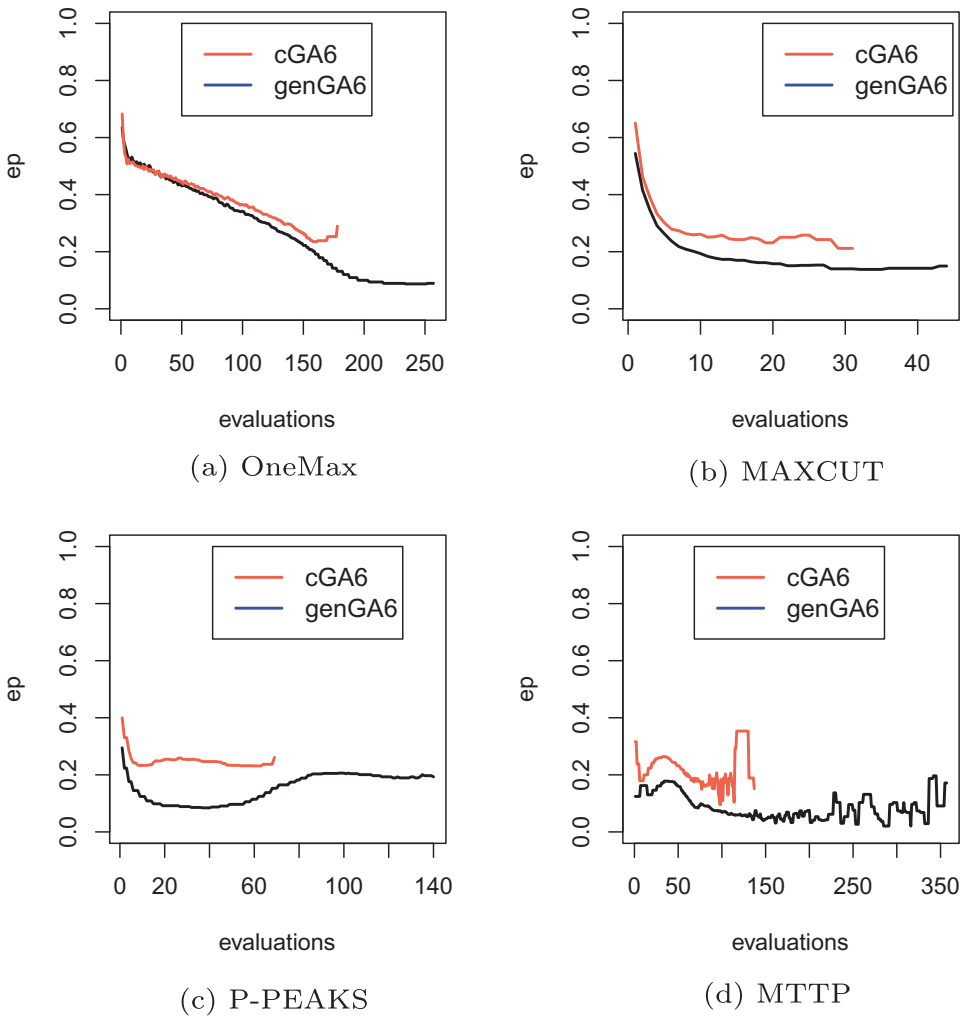 1.0
0.8
0.6
0.4
0.2
0.0
ep
cGA6
genGA6
0 50 100 150 200 250
evaluations
(a) OneMax
1.0
0.8
0.6
0.4
0.2
0.0
ep
cGA6
genGA6
0 10 20 30 40
evaluations
(b) MAXCUT
1.0
0.8
0.6
0.4
0.2
0.0
ep
cGA6
genGA6
0 20 60 100 140
evaluations
(c) P-PEAKS
1.0
0.8
0.6
0.4
0.2
0.0
ep
cGA6
genGA6
0 50 150 250 350
evaluations
(d) MTTP